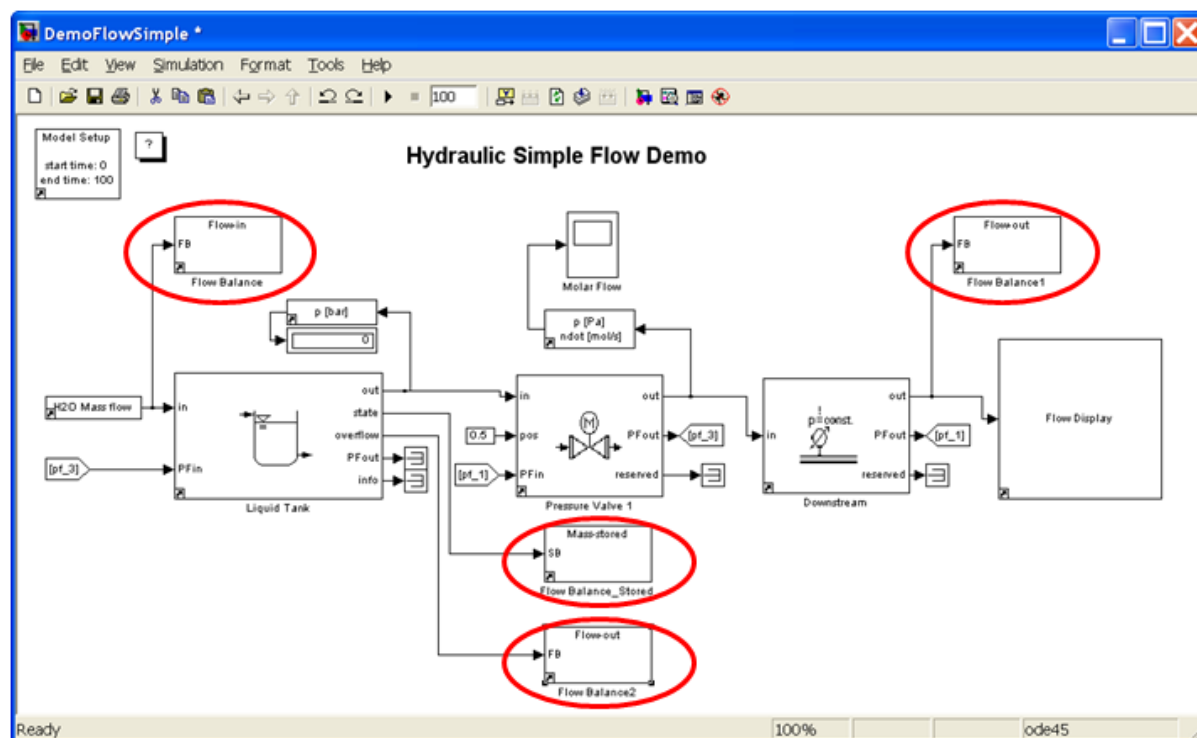 DemoFlowSimple *
File Edit View Simulation Format Tools Help
100
Model Setup
start time: 0
end time: 100
?
Hydraulic Simple Flow Demo
Flow-in
FB
Flow Balance
Molar Flow
Flow-out
FB
Flow Balance1
p [bar]
0
p [Pa]
ndot [mol/s]
H2O Mass flow
[pf_3]
in
PFin
out
state
overflow
PFout
info
Liquid Tank
0.5
[pf_1]
in
pos
PFin
M
out
PFout
reserved
[pf_3]
Pressure Valve 1
in
!
p=const.
out
PFout
reserved
[pf_1]
Downstream
Flow Display
Mass-stored
SB
Flow Balance_Stored
Flow-out
FB
Flow Balance2
Ready 100% ode45